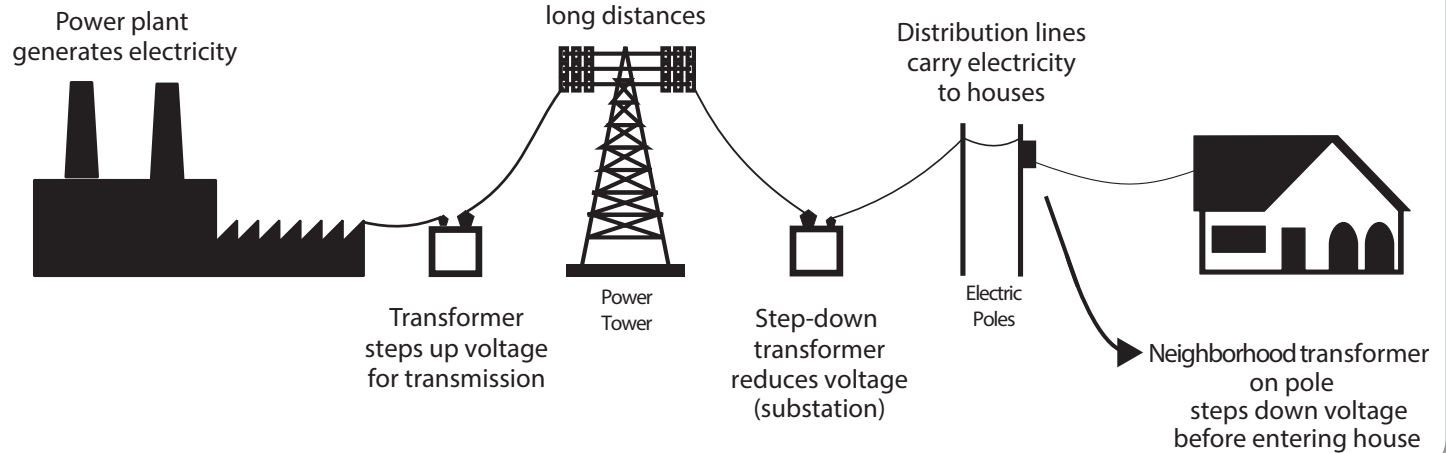 Power plant
generates electricity
long distances
Distribution lines
carry electricity
to houses
Transformer
steps up voltage
for transmission
Power
Tower
Step-down
transformer
reduces voltage
(substation)
Electric
Poles
Neighborhood transformer
on pole
steps down voltage
before entering house